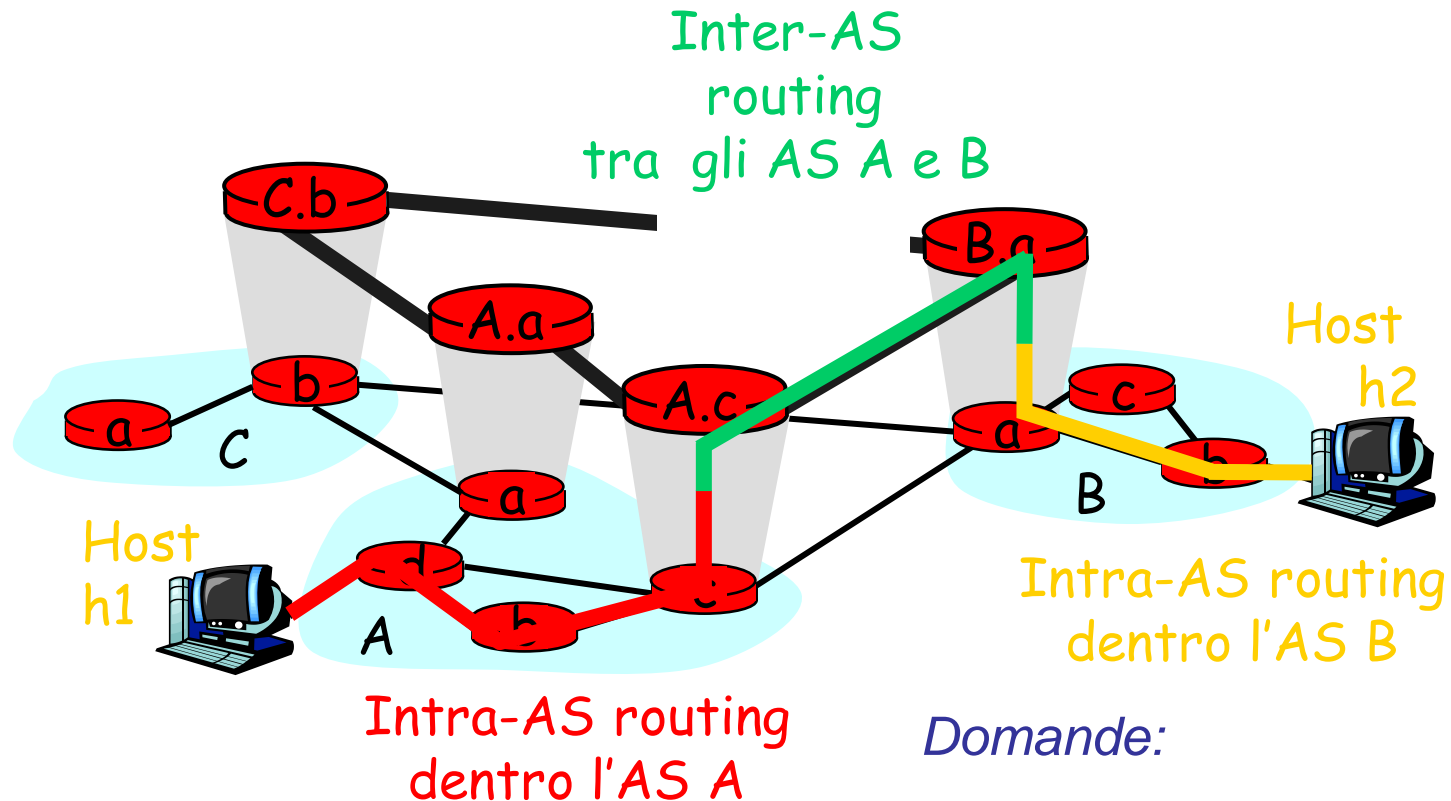 Inter-AS
routing
tra gli AS A e B
C.b
B.a
A.a
Host
h2
A.c
b
c
a
a
C
b
a
B
Host
h1
d
Intra-AS routing
dentro l'AS B
c
b
A
Intra-AS routing
dentro l'AS A
Domande: